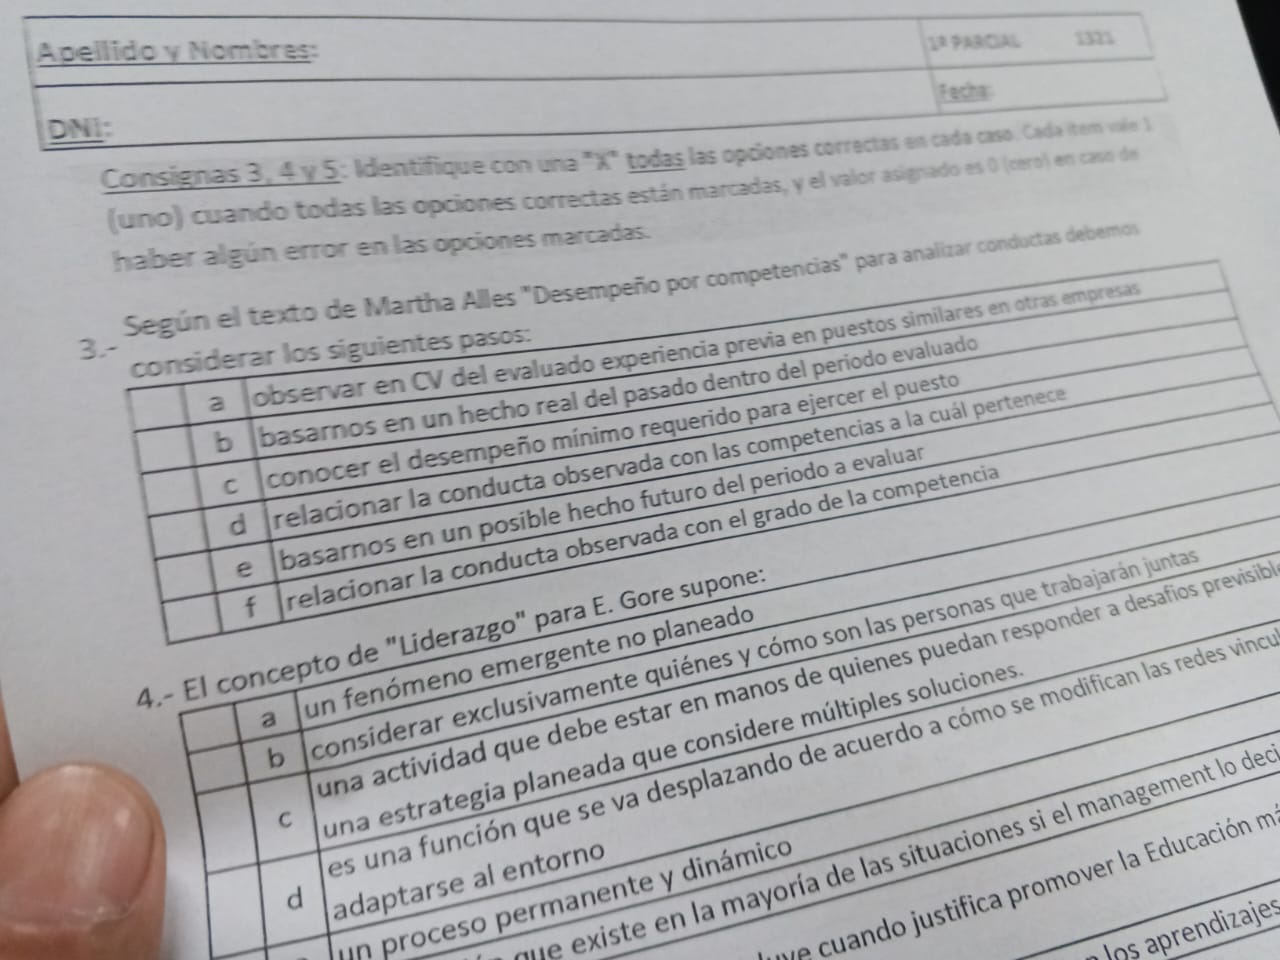 Apellido y Nombres:
1º PARCIAL 1321
DNI:
Fecha:
Consignas 3, 4 y 5: Identifique con una "X" todas las opciones correctas en cada caso. Cada item vale 1
(uno) cuando todas las opciones correctas están marcadas, y el valor asignado es 0 (cero) en caso de
haber algún error en las opciones marcadas.
3.- Según el texto de Martha Alles "Desempeño por competencias" para analizar conductas debemos
considerar los siguientes pasos:
a observar en CV del evaluado experiencia previa en puestos similares en otras empresas
b basarnos en un hecho real del pasado dentro del periodo evaluado
c conocer el desempeño mínimo requerido para ejercer el puesto
d relacionar la conducta observada con las competencias a la cuál pertenece
e basarnos en un posible hecho futuro del periodo a evaluar
f relacionar la conducta observada con el grado de la competencia
4.- El concepto de "Liderazgo" para E. Gore supone:
a un fenómeno emergente no planeado
b considerar exclusivamente quiénes y cómo son las personas que trabajarán juntas
una actividad que debe estar en manos de quienes puedan responder a desafíos previsibl
c una estrategia planeada que considere múltiples soluciones.
es una función que se va desplazando de acuerdo a cómo se modifican las redes vincul
d adaptarse al entorno
un proceso permanente y dinámico
que existe en la mayoría de las situaciones si el management lo deci
cuando justifica promover la Educación má
los aprendizajes